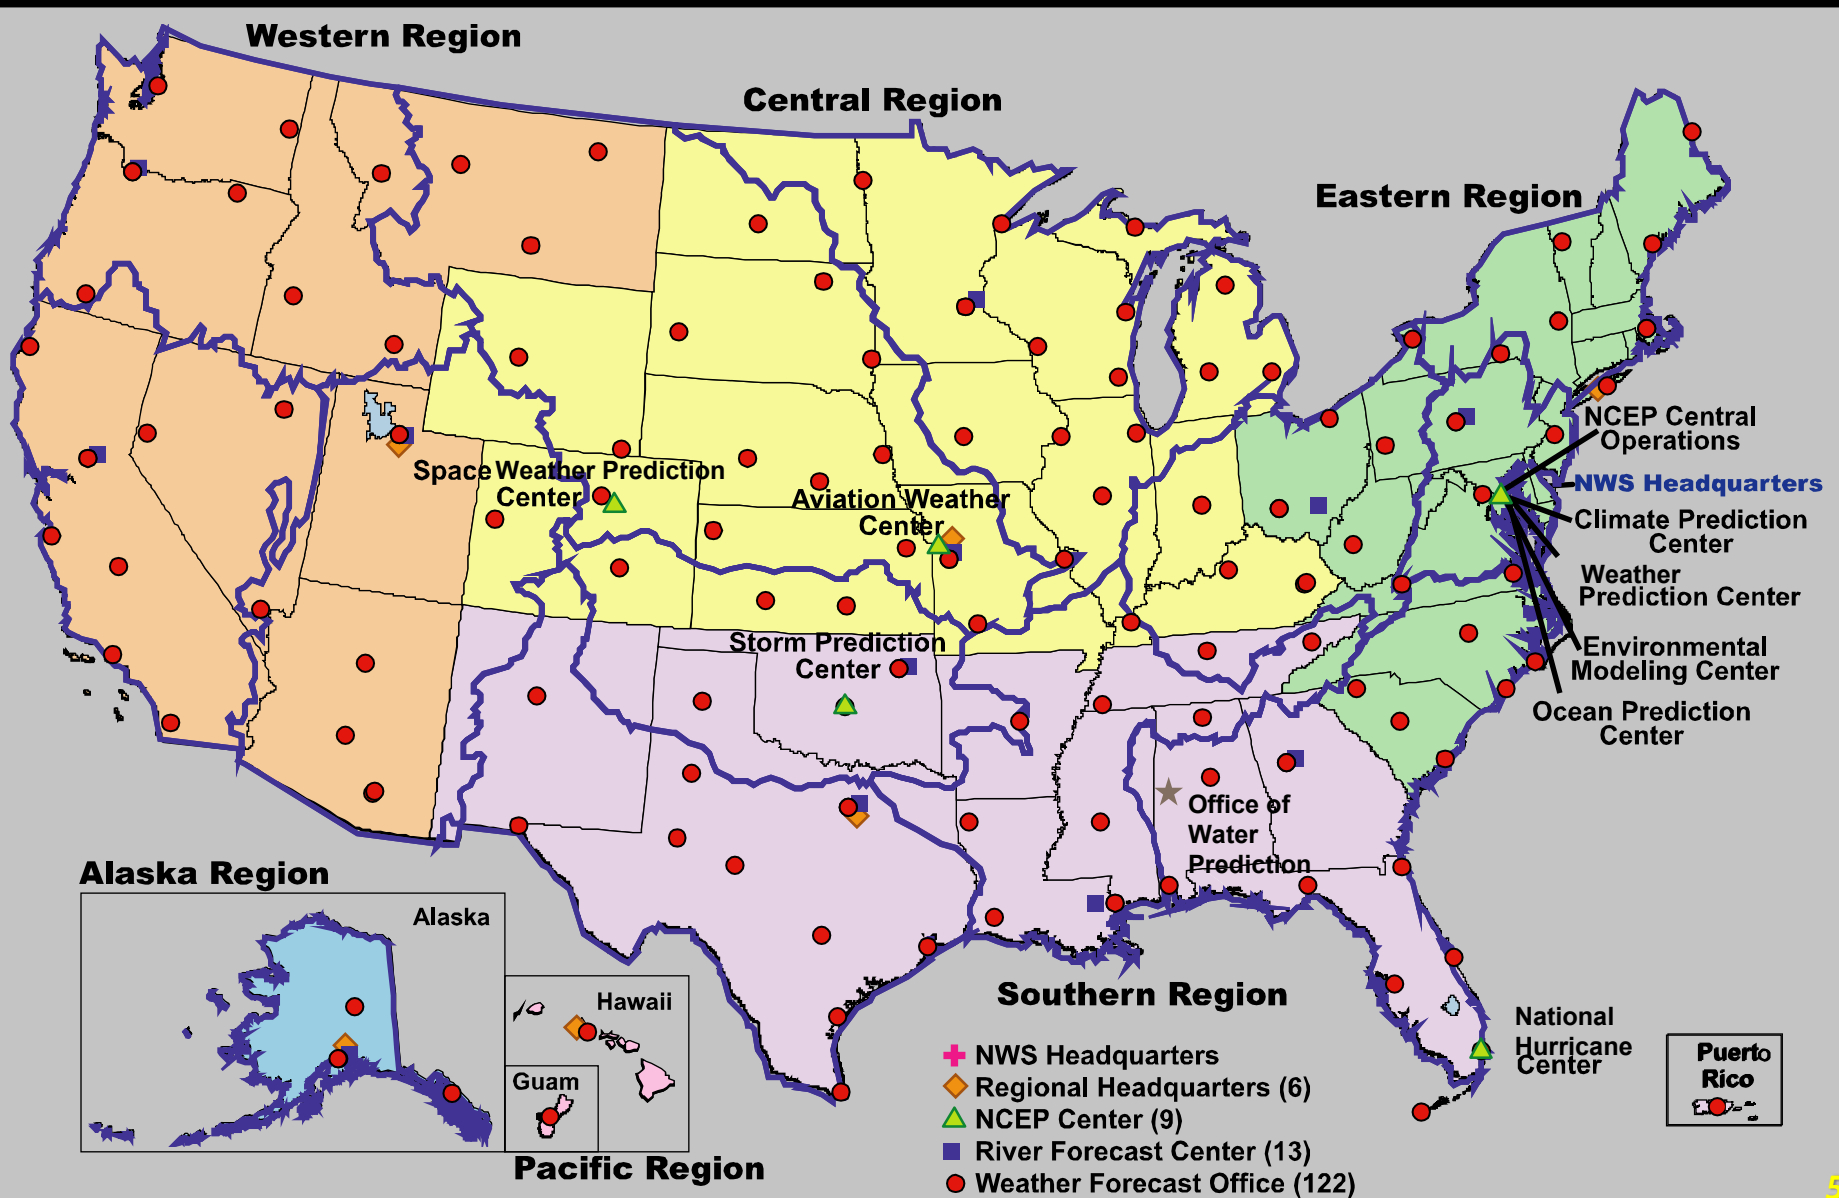 Western Region
Central Region
Eastern Region
NCEP Central
Operations
Space Weather Prediction
Center
Aviation Weather
Center
NWS Headquarters
Climate Prediction
Center
Weather
Prediction Center
Storm Prediction
Center
Environmental
Modeling Center
Ocean Prediction
Center
Office of
Water
Prediction
Alaska Region
Alaska
Hawaii
Guam
Pacific Region
Southern Region
National
Hurricane
Center
Puerto
Rico
NWS Headquarters
Regional Headquarters (6)
NCEP Center (9)
River Forecast Center (13)
Weather Forecast Office (122)
5